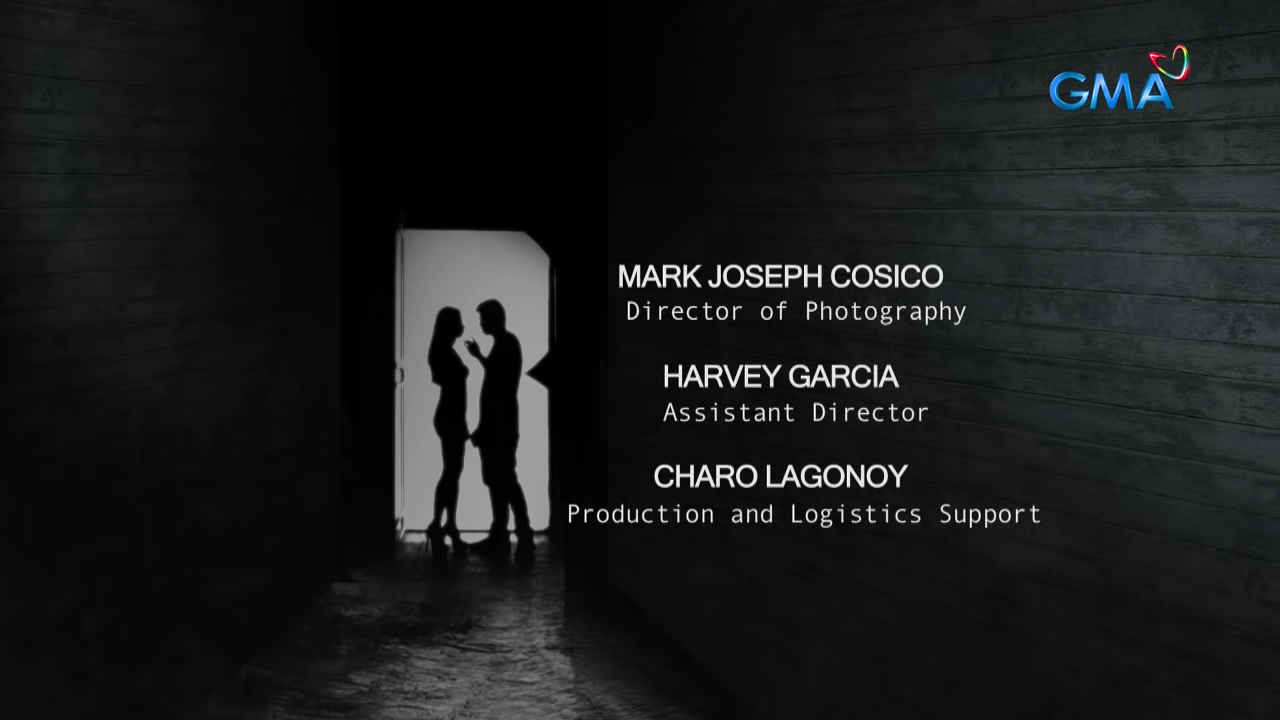 GMA
MARK JOSEPH COSICO
Director of Photography
HARVEY GARCIA
Assistant Director
CHARO LAGONOY
Production and Logistics Support